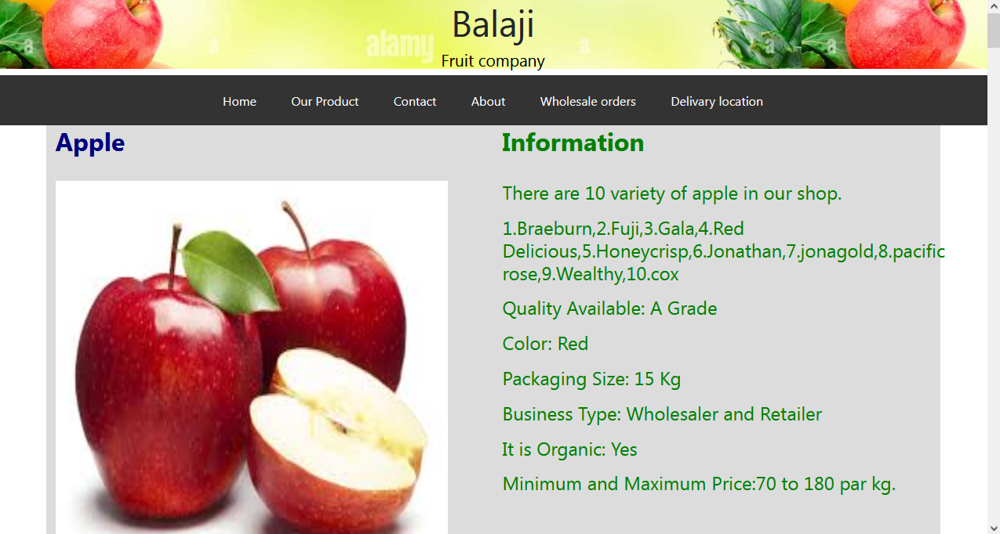 Balaji
alamy
a
a
a
a
a
Fruit company
Home Our Product Contact About Wholesale orders Delivary location
Apple
Information
There are 10 variety of apple in our shop.
1.Braeburn,2.Fuji,3.Gala,4.Red
Delicious,5.Honeycrisp,6.Jonathan,7.jonagold,8.pacific
rose,9.Wealthy,10.cox
Quality Available: A Grade
Color: Red
Packaging Size: 15 Kg
Business Type: Wholesaler and Retailer
It is Organic: Yes
Minimum and Maximum Price:70 to 180 par kg.